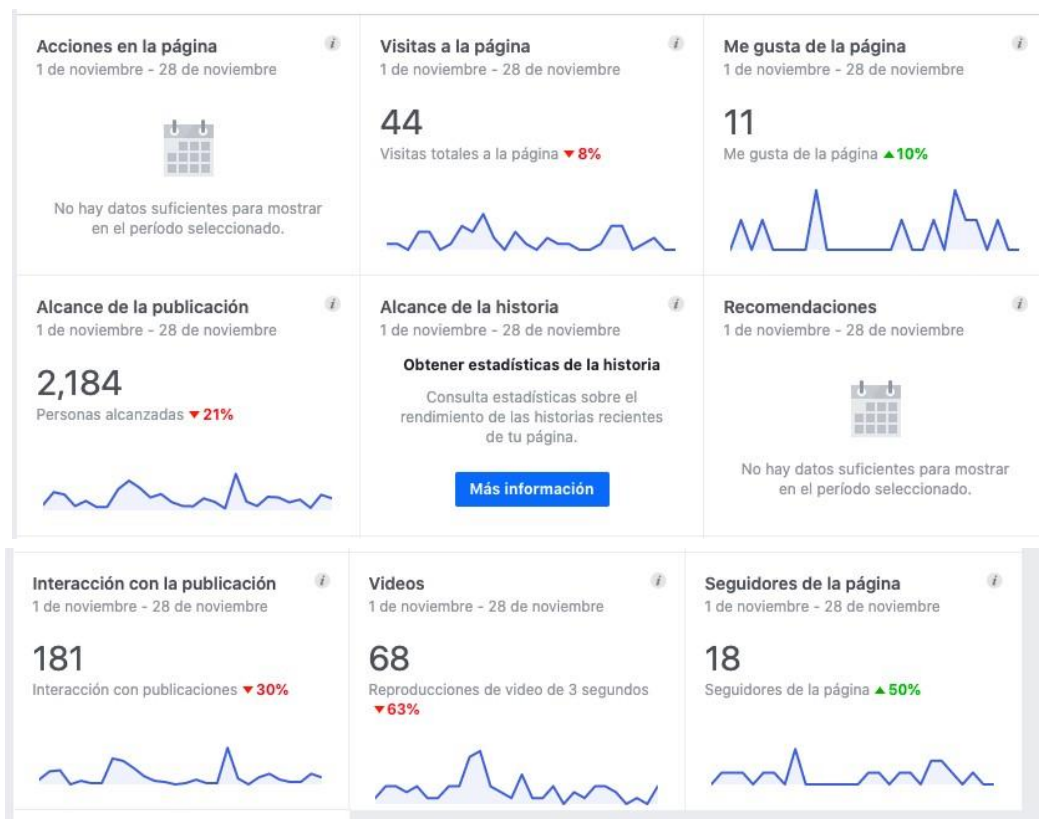 Acciones en la página
1 de noviembre - 28 de noviembre
No hay datos suficientes para mostrar
en el período seleccionado.
Visitas a la página
1 de noviembre - 28 de noviembre
44
Visitas totales a la página ▼8%
Me gusta de la página
1 de noviembre - 28 de noviembre
11
Me gusta de la página ▲10%
Alcance de la publicación
1 de noviembre - 28 de noviembre
2,184
Personas alcanzadas ▼21%
Alcance de la historia
1 de noviembre - 28 de noviembre
Obtener estadísticas de la historia
Consulta estadísticas sobre el
rendimiento de las historias recientes
de tu página.
Más información
Recomendaciones
1 de noviembre - 28 de noviembre
No hay datos suficientes para mostrar
en el período seleccionado.
Interacción con la publicación
1 de noviembre - 28 de noviembre
181
Interacción con publicaciones ▼30%
Videos
1 de noviembre - 28 de noviembre
68
Reproducciones de video de 3 segundos
▼63%
Seguidores de la página
1 de noviembre - 28 de noviembre
18
Seguidores de la página ▲50%